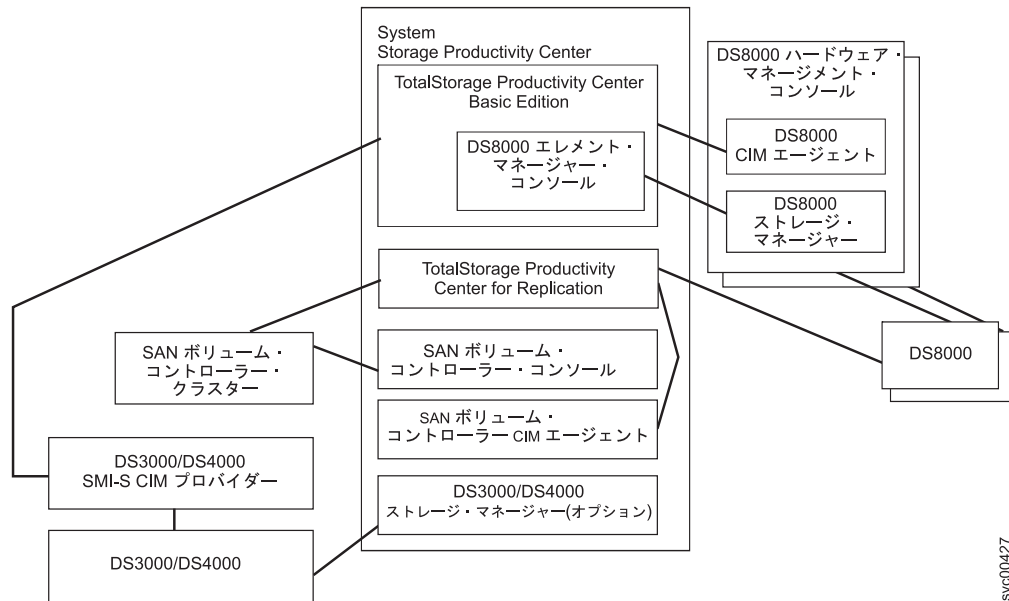 System
Storage Productivity Center
TotalStorage Productivity Center
Basic Edition
DS8000 エレメント・
マネージャー・
コンソール
DS8000 ハードウェア・
マネージメント・
コンソール
DS8000
CIM エージェント
DS8000
ストレージ・
マネージャー
TotalStorage Productivity
Center for Replication
SAN ボリューム・
コントローラー・
クラスター
SAN ボリューム・
コントローラー・コンソール
DS8000
SAN ボリューム・
コントローラー CIM エージェント
DS3000/DS4000
SMI-S CIM プロバイダー
DS3000/DS4000
ストレージ・マネージャー(オプション)
DS3000/DS4000
svc00427